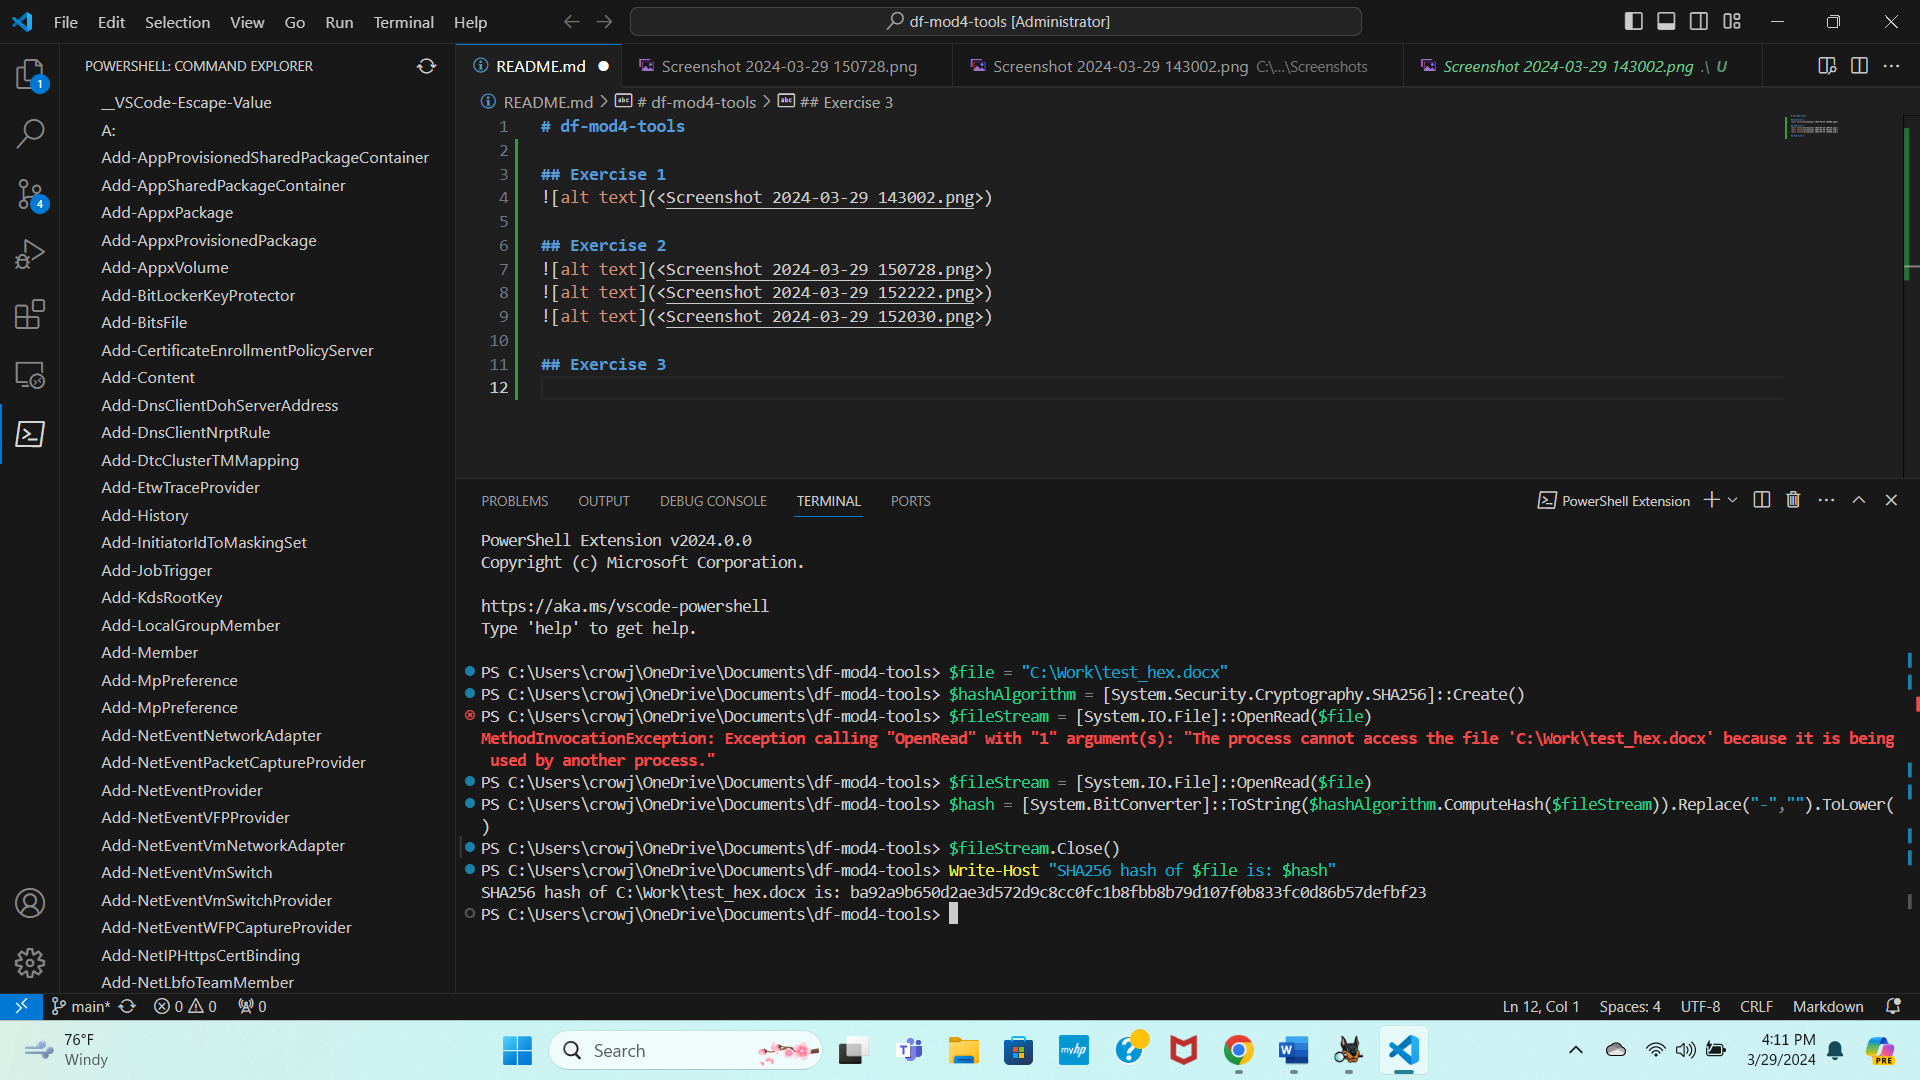 File Edit Selection View Go Run Terminal Help
df-mod4-tools [Administrator]
POWERSHELL: COMMAND EXPLORER
__VSCode-Escape-Value
A:
Add-AppProvisionedSharedPackageContainer
Add-AppSharedPackageContainer
Add-AppxPackage
Add-AppxProvisionedPackage
Add-AppxVolume
Add-BitLockerKeyProtector
Add-BitsFile
Add-CertificateEnrollmentPolicyServer
Add-Content
Add-DnsClientDohServerAddress
Add-DnsClientNrptRule
Add-DtcClusterTMMapping
Add-EtwTraceProvider
Add-History
Add-InitiatorIdToMaskingSet
Add-JobTrigger
Add-KdsRootKey
Add-LocalGroupMember
Add-Member
Add-MpPreference
Add-MpPreference
Add-NetEventNetworkAdapter
Add-NetEventPacketCaptureProvider
Add-NetEventProvider
Add-NetEventVFPProvider
Add-NetEventVmNetworkAdapter
Add-NetEventVmSwitch
Add-NetEventVmSwitchProvider
Add-NetEventWFPCaptureProvider
Add-NetIPHttpsCertBinding
Add-NetLbfoTeamMember
1
4
README.md
Screenshot 2024-03-29 150728.png
Screenshot 2024-03-29 143002.png C:\...\Screenshots
Screenshot 2024-03-29 143002.png .\ U
README.md > # df-mod4-tools > ## Exercise 3
1 # df-mod4-tools
2
3 ## Exercise 1
4 ![alt text](<Screenshot 2024-03-29 143002.png>)
5
6 ## Exercise 2
7 ![alt text](<Screenshot 2024-03-29 150728.png>)
8 ![alt text](<Screenshot 2024-03-29 152222.png>)
9 ![alt text](<Screenshot 2024-03-29 152030.png>)
10
11 ## Exercise 3
12
PROBLEMS OUTPUT DEBUG CONSOLE TERMINAL PORTS
PowerShell Extension
PowerShell Extension v2024.0.0
Copyright (c) Microsoft Corporation.
https://aka.ms/vscode-powershell
Type 'help' to get help.
PS C:\Users\crowj\OneDrive\Documents\df-mod4-tools> $file = "C:\Work\test_hex.docx"
PS C:\Users\crowj\OneDrive\Documents\df-mod4-tools> $hashAlgorithm = [System.Security.Cryptography.SHA256]::Create()
PS C:\Users\crowj\OneDrive\Documents\df-mod4-tools> $fileStream = [System.IO.File]::OpenRead($file)
MethodInvocationException: Exception calling "OpenRead" with "1" argument(s): "The process cannot access the file 'C:\Work\test_hex.docx' because it is being
used by another process."
PS C:\Users\crowj\OneDrive\Documents\df-mod4-tools> $fileStream = [System.IO.File]::OpenRead($file)
PS C:\Users\crowj\OneDrive\Documents\df-mod4-tools> $hash = [System.BitConverter]::ToString($hashAlgorithm.ComputeHash($fileStream)).Replace("-","").ToLower(
)
PS C:\Users\crowj\OneDrive\Documents\df-mod4-tools> $fileStream.Close()
PS C:\Users\crowj\OneDrive\Documents\df-mod4-tools> Write-Host "SHA256 hash of $file is: $hash"
SHA256 hash of C:\Work\test_hex.docx is: ba92a9b650d2ae3d572d9c8cc0fc1b8fbb8b79d107f0b833fc0d86b57defbf23
PS C:\Users\crowj\OneDrive\Documents\df-mod4-tools>
main* 0 0 0
Ln 12, Col 1 Spaces: 4 UTF-8 CRLF Markdown
76°F
Windy
Search
myhp
PRE
4:11 PM
3/29/2024